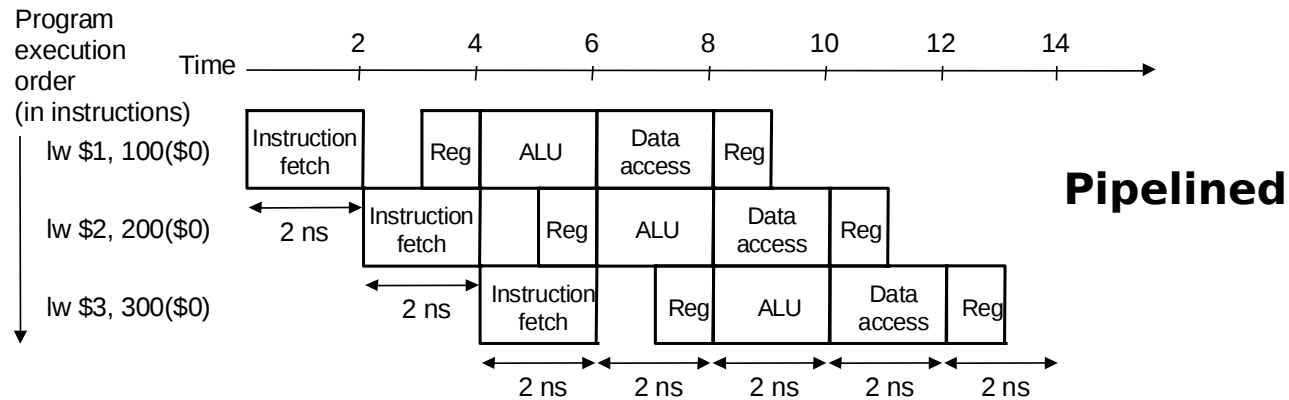 Program
execution
order
(in instructions)
Time
2 4 6 8 10 12 14
lw $1, 100($0)
Instruction
fetch
Reg
ALU
Data
access
Reg
Pipelined
lw $2, 200($0)
2 ns
Instruction
fetch
Reg
ALU
Data
access
Reg
lw $3, 300($0)
2 ns
Instruction
fetch
Reg
ALU
Data
access
Reg
2 ns 2 ns 2 ns 2 ns 2 ns